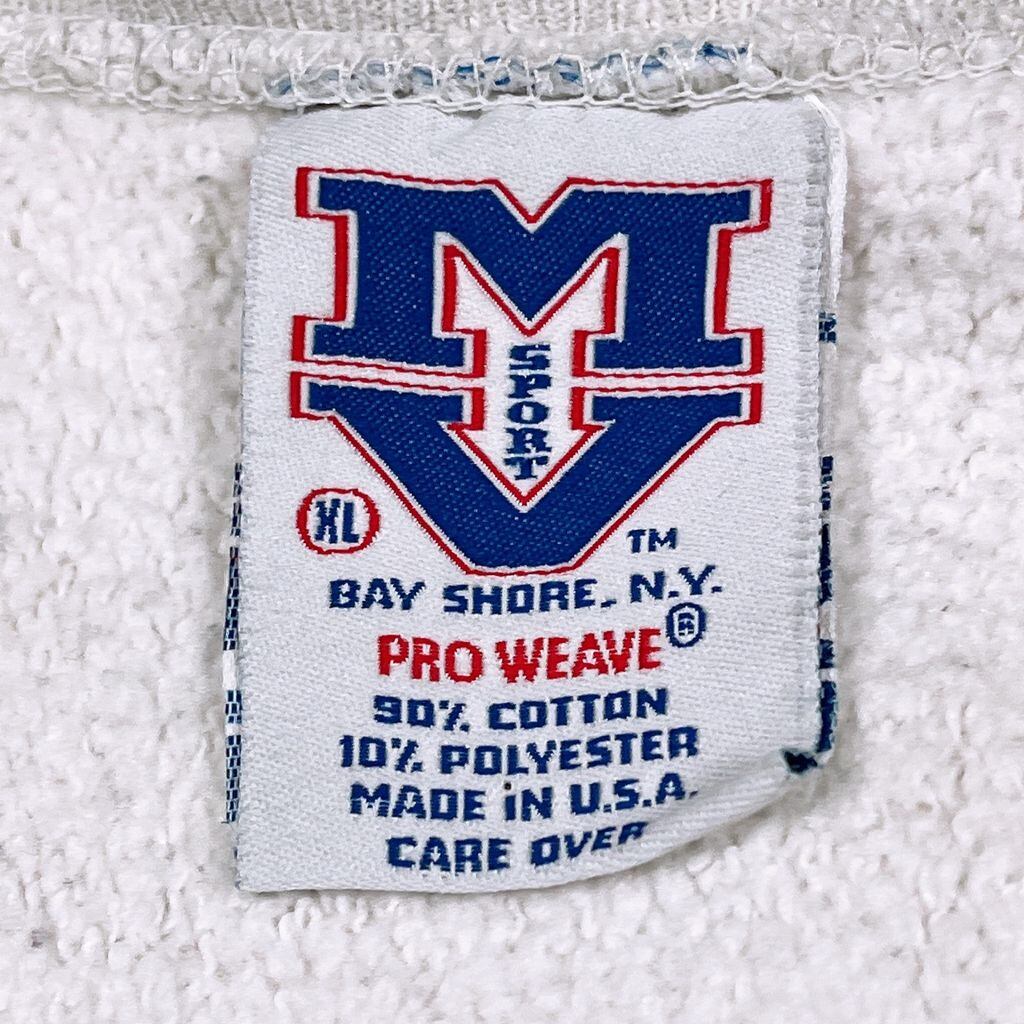 MV
SPORT
XL
TM
BAY SHORE, N.Y.
PRO WEAVE®
90% COTTON
10% POLYESTER
MADE IN U.S.A.
CARE OVER